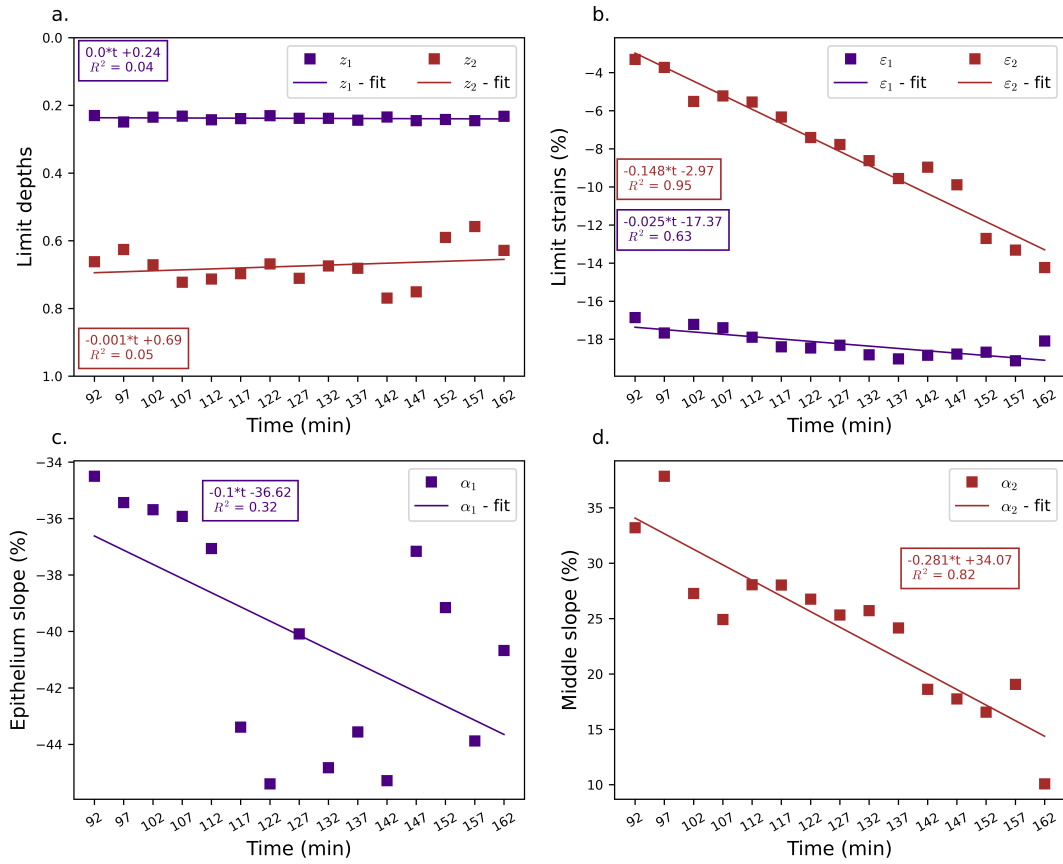 a.
0.0*t +0.24
R² = 0.04
z₁ z₂
z₁ - fit z₂ - fit
0.0
0.2
0.4
0.6
0.8
1.0
Limit depths
-0.001*t +0.69
R² = 0.05
92 97 102 107 112 117 122 127 132 137 142 147 152 157 162
Time (min)
b.
ε₁ ε₂
ε₁ - fit ε₂ - fit
−4
−6
−8
−10
−12
−14
−16
−18
Limit strains (%)
-0.148*t -2.97
R² = 0.95
-0.025*t -17.37
R² = 0.63
92 97 102 107 112 117 122 127 132 137 142 147 152 157 162
Time (min)
c.
−34
−36
−38
−40
−42
−44
Epithelium slope (%)
-0.1*t -36.62
R² = 0.32
α₁
α₁ - fit
92 97 102 107 112 117 122 127 132 137 142 147 152 157 162
Time (min)
d.
35
30
25
20
15
10
Middle slope (%)
α₂
α₂ - fit
-0.281*t +34.07
R² = 0.82
92 97 102 107 112 117 122 127 132 137 142 147 152 157 162
Time (min)